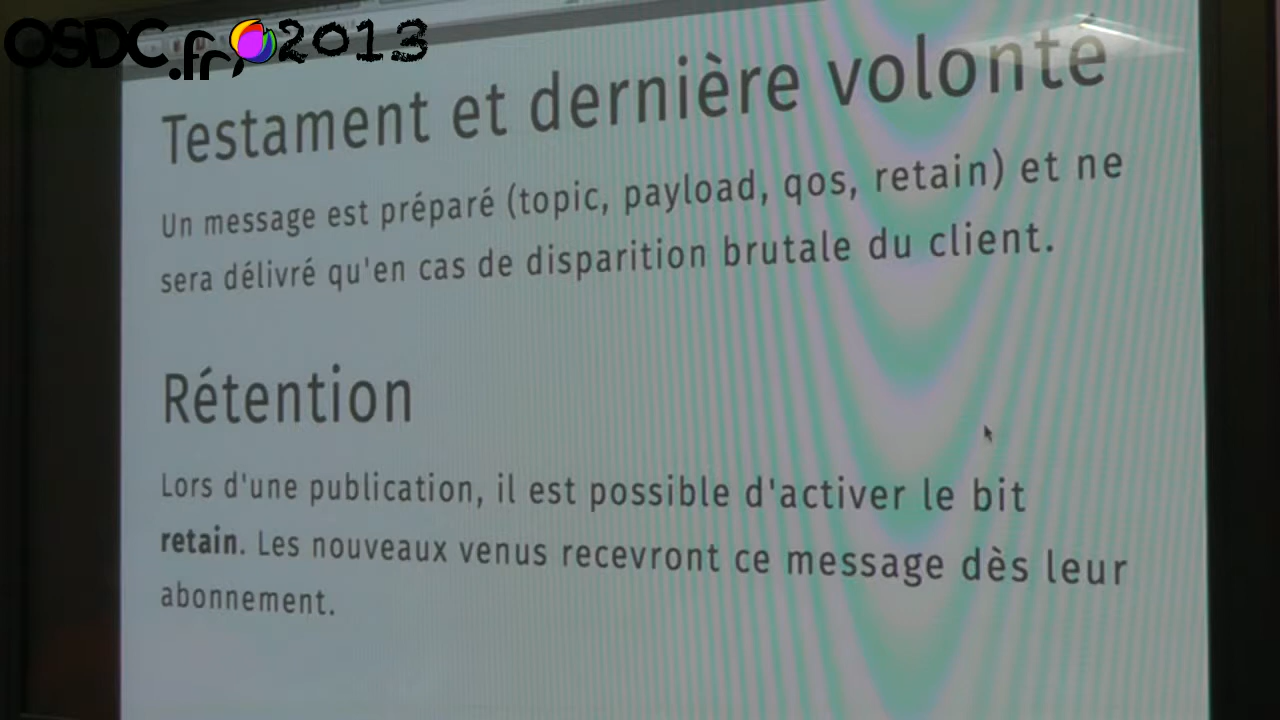 OSDC.fr 2013
Testament et dernière volonté
Un message est préparé (topic, payload, qos, retain) et ne
sera délivré qu'en cas de disparition brutale du client.
Rétention
Lors d'une publication, il est possible d'activer le bit
retain. Les nouveaux venus recevront ce message dès leur
abonnement.